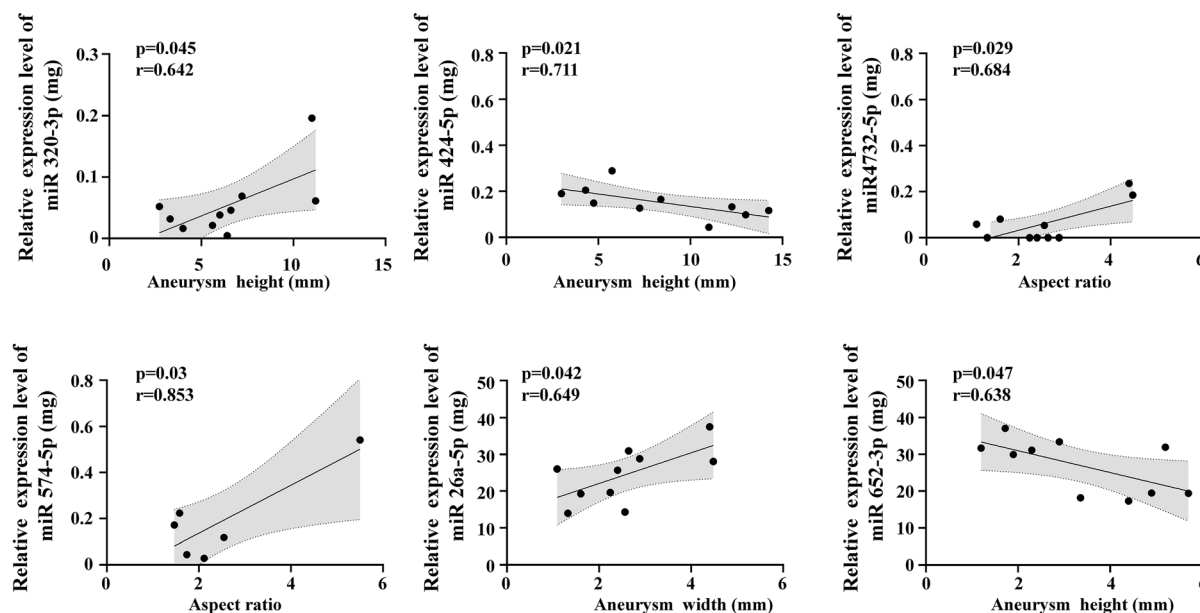 Relative expression level of
miR 320-3p (mg)
p=0.045
r=0.642
0.3
0.2
0.1
0
0
5
10
15
Aneurysm height (mm)
Relative expression level of
miR 424-5p (mg)
p=0.021
r=0.711
0.8
0.6
0.4
0.2
0
0
5
10
15
Aneurysm height (mm)
Relative expression level of
miR4732-5p (mg)
p=0.029
r=0.684
0.8
0.6
0.4
0.2
0
0
2
4
6
Aspect ratio
Relative expression level of
miR 574-5p (mg)
p=0.03
r=0.853
0.8
0.6
0.4
0.2
0
0
2
4
6
Aspect ratio
Relative expression level of
miR 26a-5p (mg)
p=0.042
r=0.649
50
40
30
20
10
0
0
2
4
6
Aneurysm width (mm)
Relative expression level of
miR 652-3p (mg)
p=0.047
r=0.638
50
40
30
20
10
0
0
2
4
6
Aneurysm height (mm)